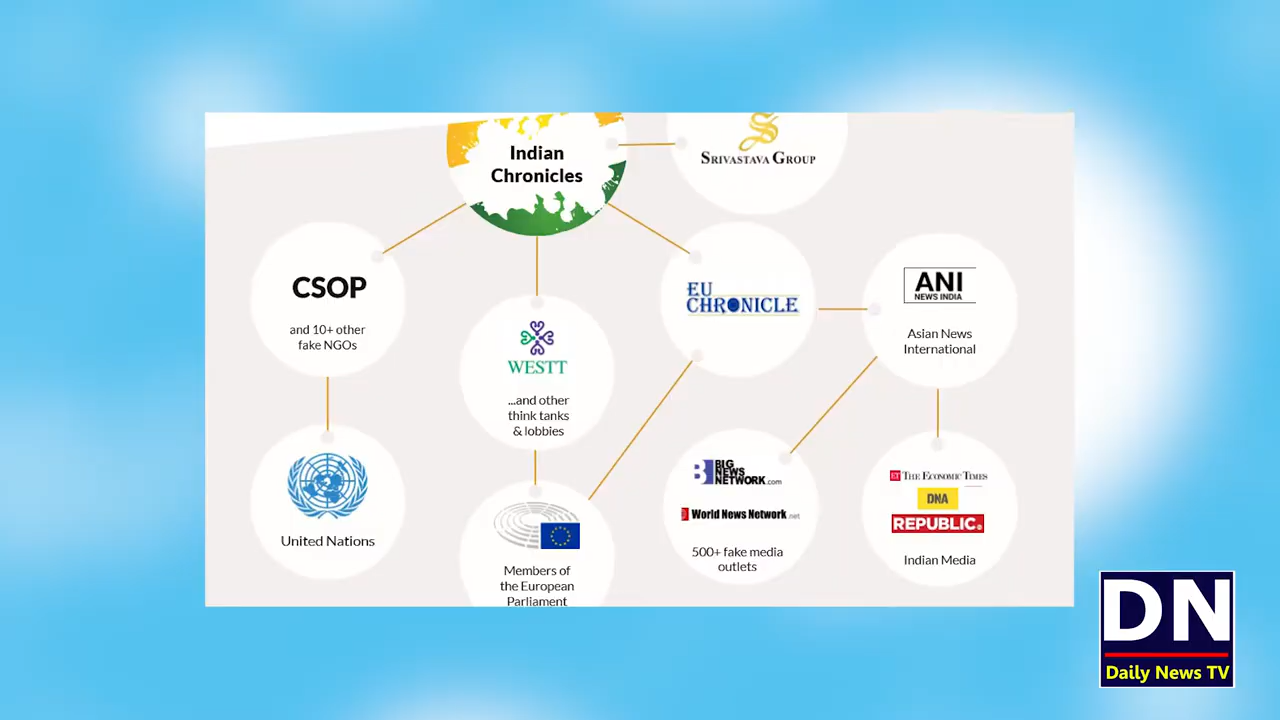 Indian
Chronicles
S
SRIVASTAVA GROUP
CSOP
and 10+ other
fake NGOs
WESTT
...and other
think tanks
& lobbies
EU
CHRONICLE
ANI
NEWS INDIA
Asian News
International
United Nations
Members of
the European
Parliament
B BIG
NEWS
NETWORK.com
World News Network.net
500+ fake media
outlets
ET THE ECONOMIC TIMES
DNA
REPUBLIC.
Indian Media
DN
Daily News TV